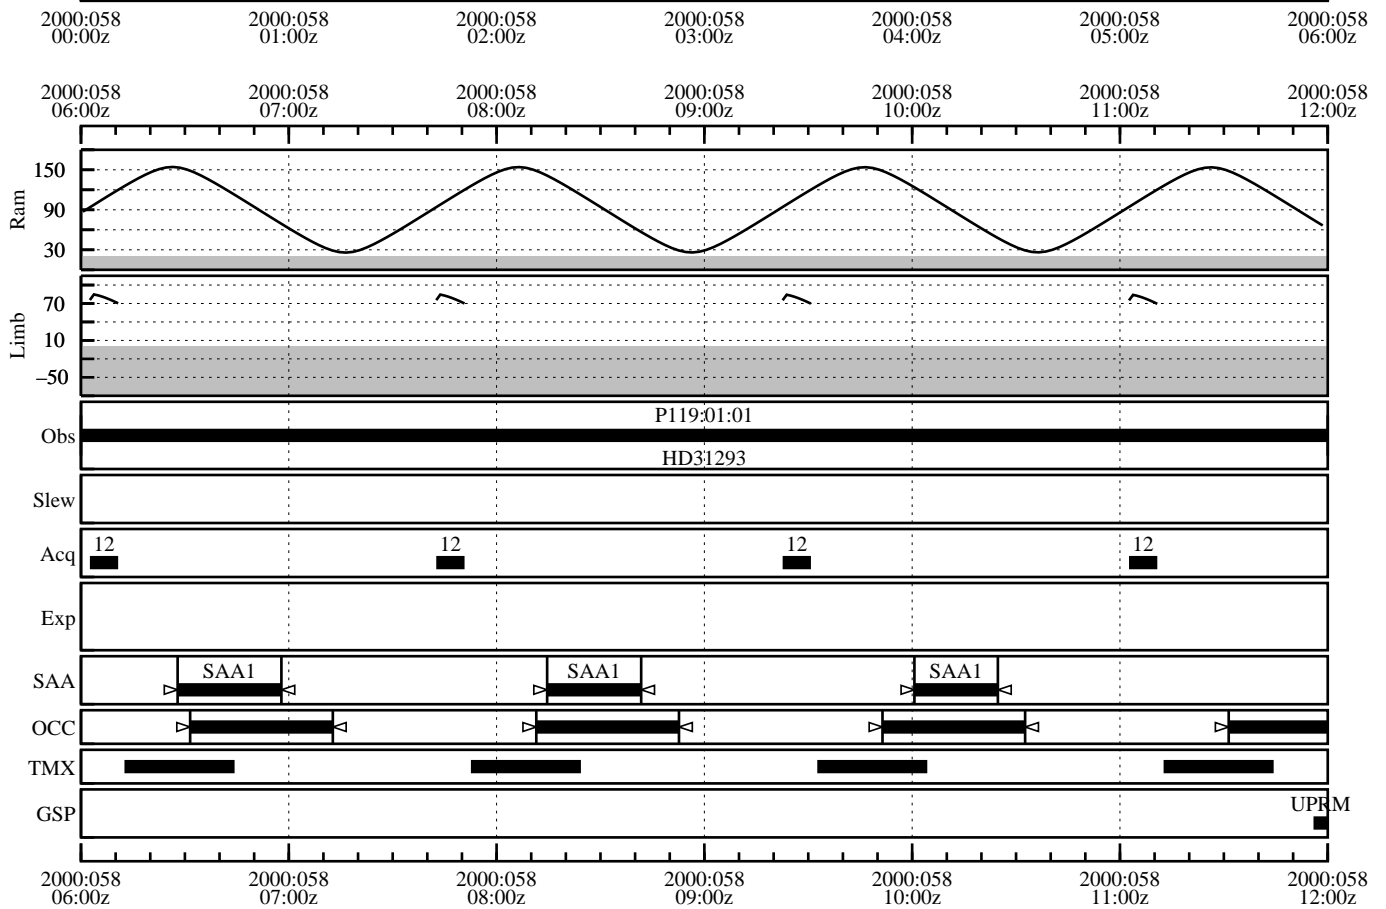 2000:058 2000:058 2000:058 2000:058 2000:058 2000:058 2000:058
00:00z 01:00z 02:00z 03:00z 04:00z 05:00z 06:00z
2000:058 2000:058 2000:058 2000:058 2000:058 2000:058 2000:058
06:00z 07:00z 08:00z 09:00z 10:00z 11:00z 12:00z
Ram
150
90
30
Limb
70
10
–50
P119:01:01
Obs
HD31293
Slew
Acq 12 12 12 12
Exp
SAA SAA1 SAA1 SAA1
OCC
TMX
GSP UPRM
2000:058 2000:058 2000:058 2000:058 2000:058 2000:058 2000:058
06:00z 07:00z 08:00z 09:00z 10:00z 11:00z 12:00z